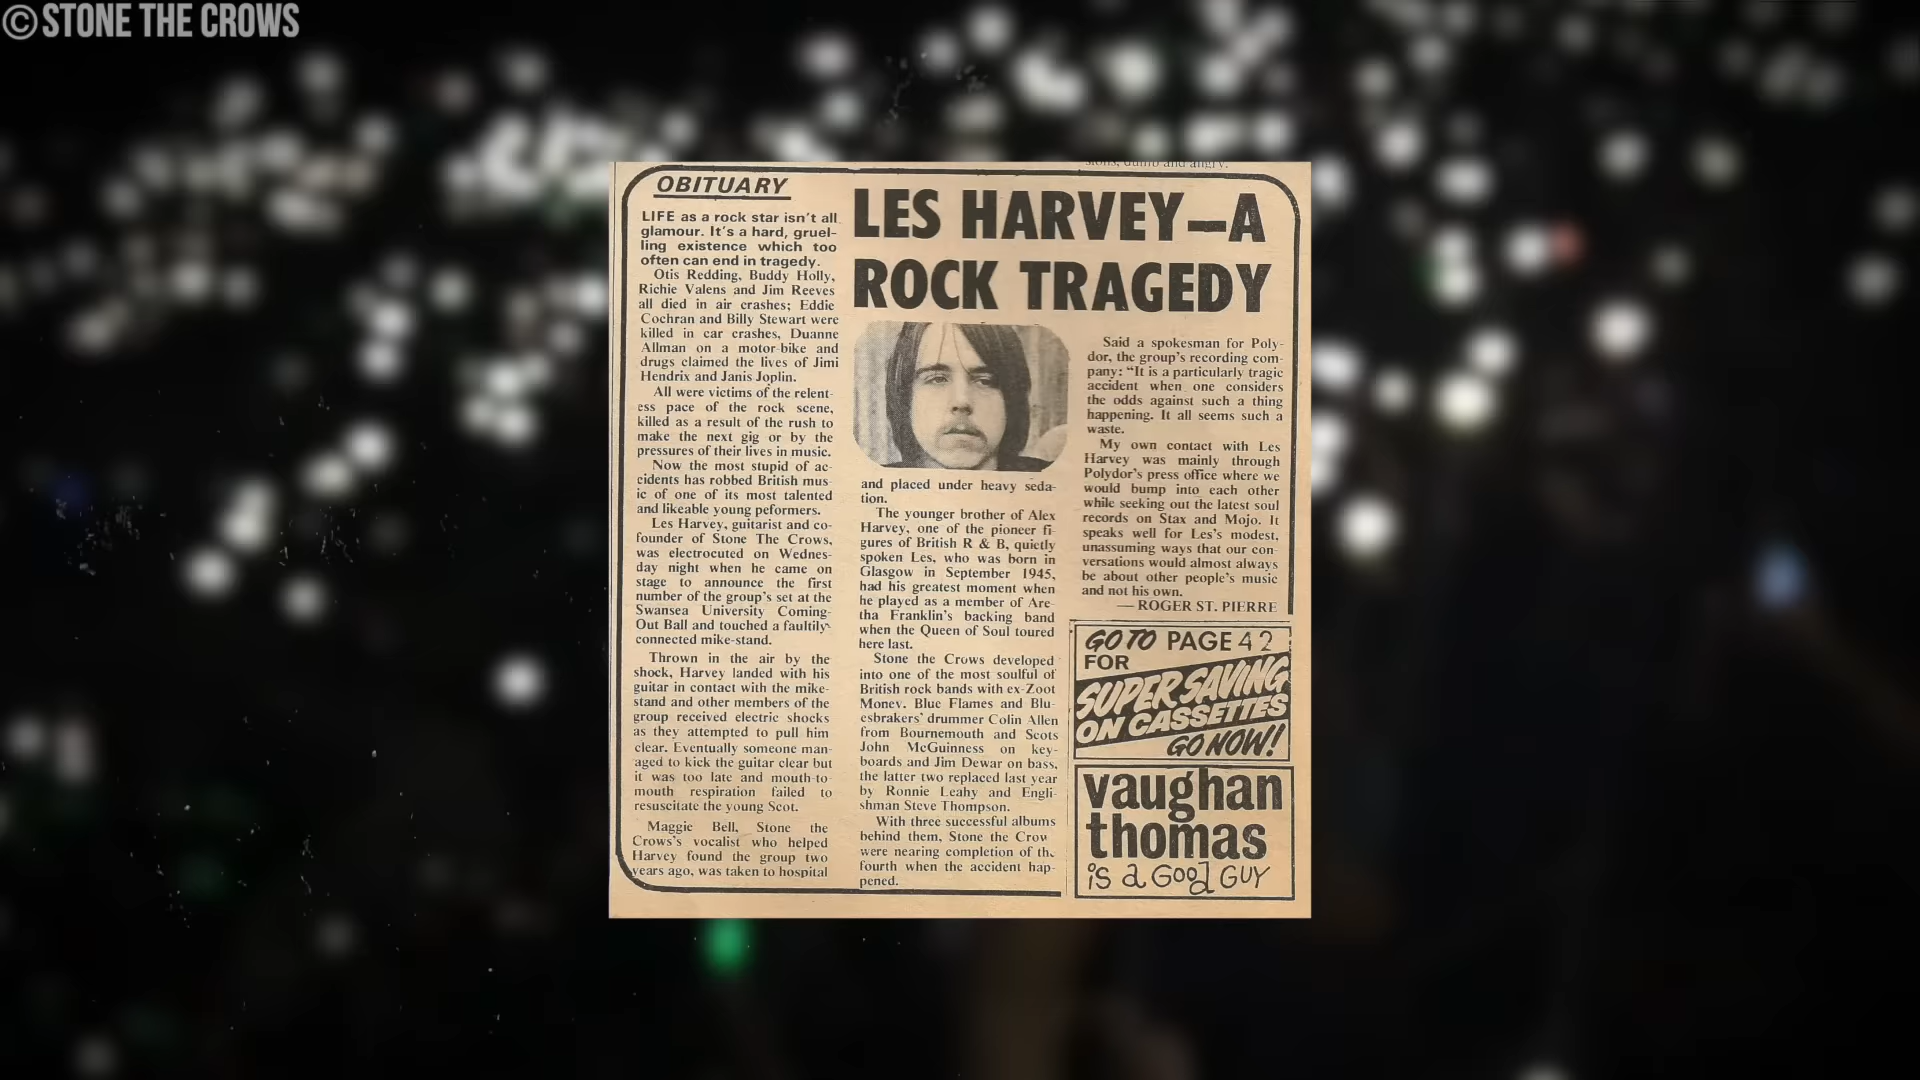 © STONE THE CROWS
OBITUARY
LES HARVEY—A
ROCK TRAGEDY
LIFE as a rock star isn't all
glamour. It's a hard, gruel-
ling existence which too
often can end in tragedy.
Otis Redding, Buddy Holly,
Richie Valens and Jim Reeves
all died in air crashes; Eddie
Cochran and Billy Stewart were
killed in car crashes, Duanne
Allman on a motor-bike and
drugs claimed the lives of Jimi
Hendrix and Janis Joplin.
All were victims of the relent-
ess pace of the rock scene,
killed as a result of the rush to
make the next gig or by the
pressures of their lives in music.
Now the most stupid of ac-
cidents has robbed British mus-
ic of one of its most talented
and likeable young peformers.
Les Harvey, guitarist and co-
founder of Stone The Crows,
was electrocuted on Wednes-
day night when he came on
stage to announce the first
number of the group's set at the
Swansea University Coming-
Out Ball and touched a faultily-
connected mike-stand.
Thrown in the air by the
shock, Harvey landed with his
guitar in contact with the mike-
stand and other members of the
group received electric shocks
as they attempted to pull him
clear. Eventually someone man-
aged to kick the guitar clear but
it was too late and mouth-to-
mouth respiration failed to
resuscitate the young Scot.
Maggie Bell, Stone the
Crows's vocalist who helped
Harvey found the group two
years ago, was taken to hospital
and placed under heavy seda-
tion.
The younger brother of Alex
Harvey, one of the pioneer fi-
gures of British R & B, quietly
spoken Les, who was born in
Glasgow in September 1945,
had his greatest moment when
he played as a member of Are-
tha Franklin's backing band
when the Queen of Soul toured
here last.
Stone the Crows developed
into one of the most soulful of
British rock bands with ex-Zoot
Money, Blue Flames and Blu-
esbrakers' drummer Colin Allen
from Bournemouth and Scots
John McGuinness on key-
boards and Jim Dewar on bass,
the latter two replaced last year
by Ronnie Leahy and Engli-
shman Steve Thompson.
With three successful albums
behind them, Stone the Crow
were nearing completion of the
fourth when the accident hap-
pened.
Said a spokesman for Poly-
dor, the group's recording com-
pany: "It is a particularly tragic
accident when one considers
the odds against such a thing
happening. It all seems such a
waste.
My own contact with Les
Harvey was mainly through
Polydor's press office where we
would bump into each other
while seeking out the latest soul
records on Stax and Mojo. It
speaks well for Les's modest,
unassuming ways that our con-
versations would almost always
be about other people's music
and not his own.
— ROGER ST. PIERRE
GO TO PAGE 42
FOR
SUPER SAVING
ON CASSETTES
GO NOW!
vaughan
thomas
is a Good GUY